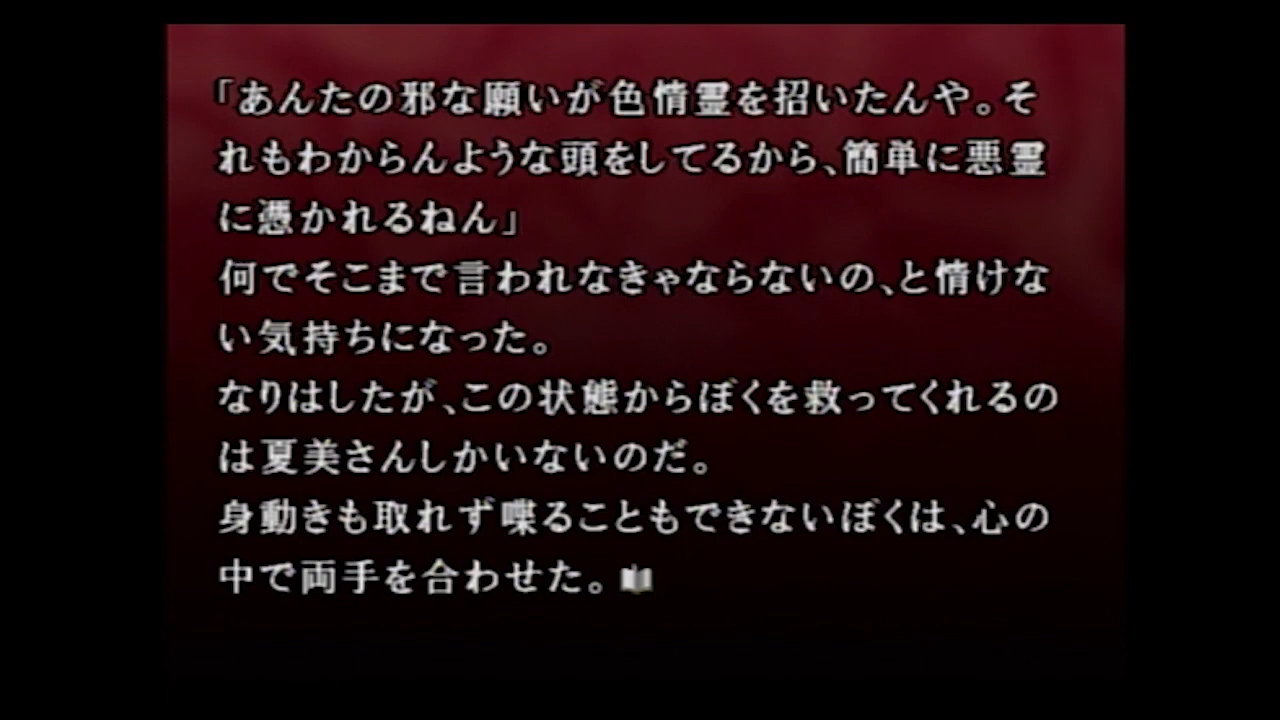 「あんたの邪な願いが色情霊を招いたんや。そ
れもわからんような頭をしてるから、簡単に悪霊
に憑かれるねん」
何でそこまで言われなきゃならないの、と情けな
い気持ちになった。
なりはしたが、この状態からぼくを救ってくれるの
は夏美さんしかいないのだ。
身動きも取れず喋ることもできないぼくは、心の
中で両手を合わせた。